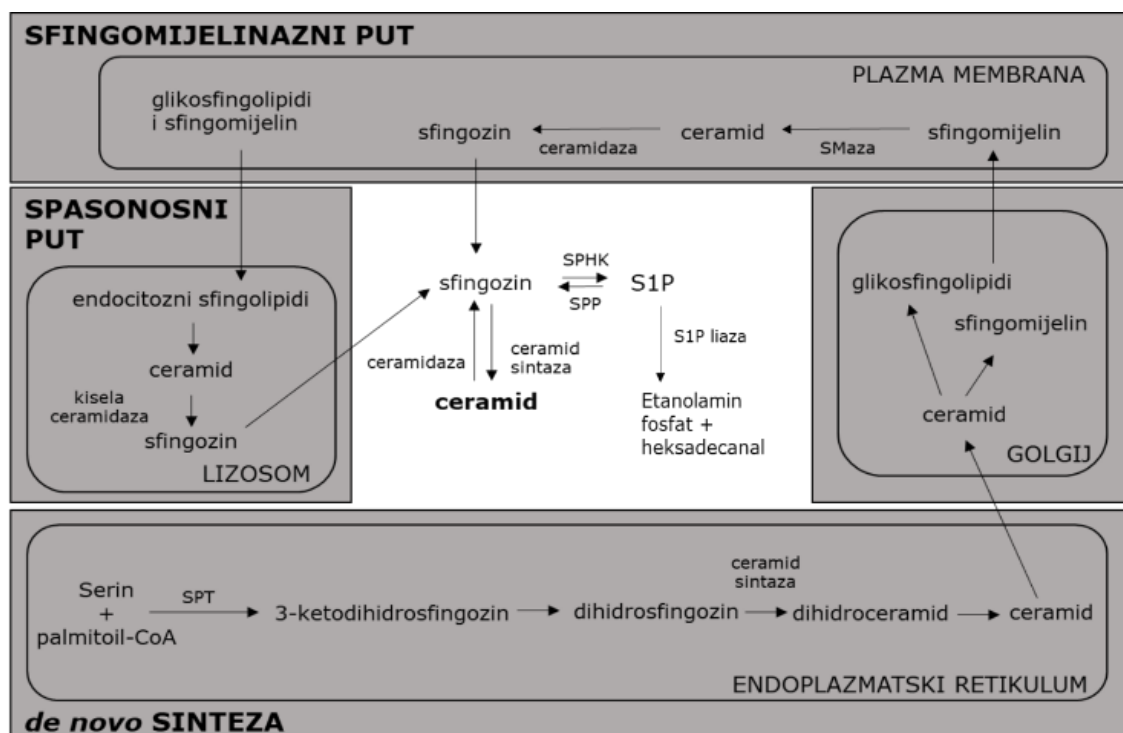 SFINGOMIJELINAZNI PUT
PLAZMA MEMBRANA
glikosfingolipidi
i sfingomijelin
sfingozin
ceramidaza
ceramid
SMaza
sfingomijelin
SPASONOSNI
PUT
endocitozni sfingolipidi
ceramid
kisela
ceramidaza
sfingozin
LIZOSOM
sfingozin
SPHK
SPP
S1P
ceramidaza
ceramid
sintaza
S1P liaza
ceramid
Etanolamin
fosfat +
heksadecanal
glikosfingolipidi
sfingomijelin
ceramid
GOLGIJ
Serin
+
palmitoil-CoA
SPT
3-ketodihidrosfingozin
dihidrosfingozin
ceramid
sintaza
dihidroceramid
ceramid
ENDOPLAZMATSKI RETIKULUM
de novo SINTEZA